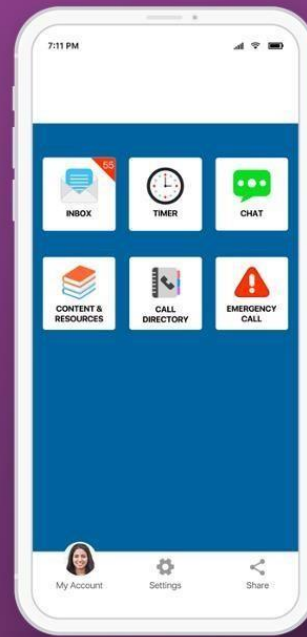 7:11 PM
55
INBOX
TIMER
CHAT
CONTENT &
RESOURCES
CALL
DIRECTORY
EMERGENCY
CALL
My Account
Settings
Share